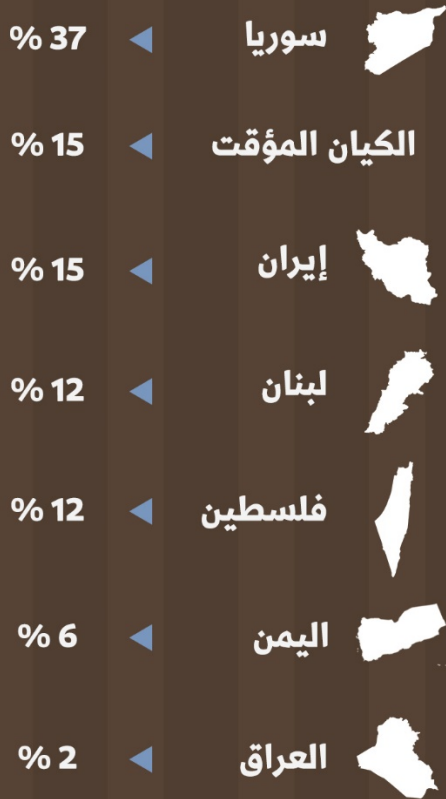 سوريا 37 %
الكيان المؤقت 15 %
إيران 15 %
لبنان 12 %
فلسطين 12 %
اليمن 6 %
العراق 2 %